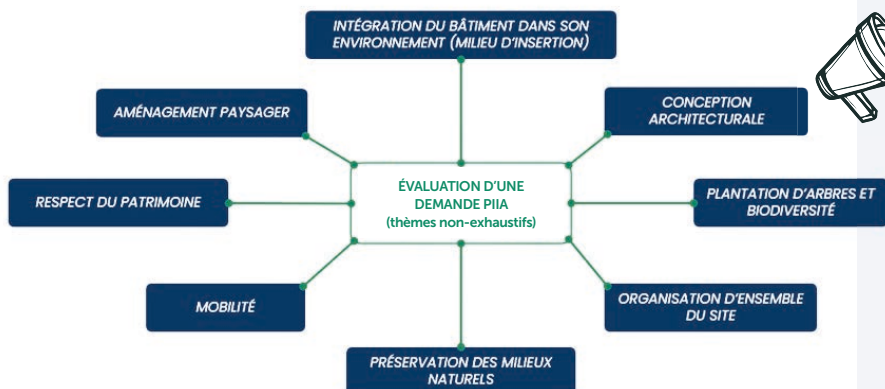 INTÉGRATION DU BÂTIMENT DANS SON
ENVIRONNEMENT (MILIEU D'INSERTION)
AMÉNAGEMENT PAYSAGER
CONCEPTION
ARCHITECTURALE
RESPECT DU PATRIMOINE
ÉVALUATION D'UNE
DEMANDE PIIA
(thèmes non-exhaustifs)
PLANTATION D'ARBRES ET
BIODIVERSITÉ
MOBILITÉ
ORGANISATION D'ENSEMBLE
DU SITE
PRÉSERVATION DES MILIEUX
NATURELS